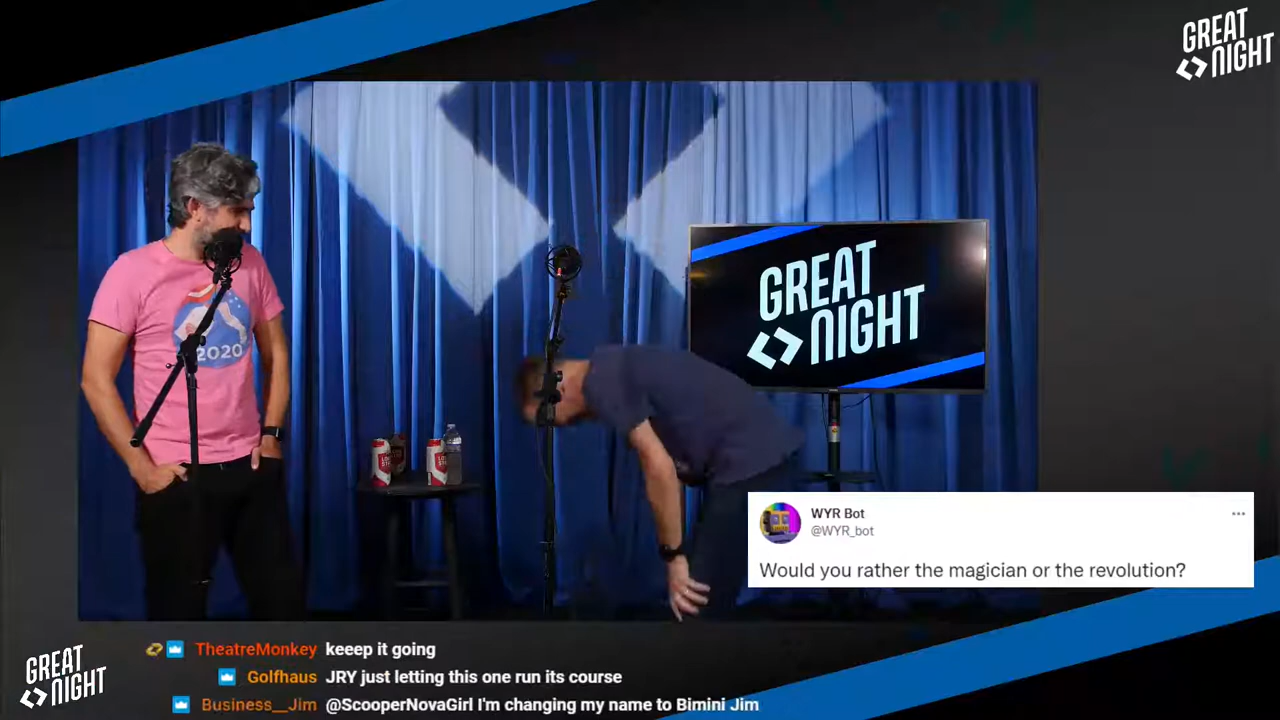 GREAT
NIGHT
GREAT
NIGHT
2020
WYR Bot
@WYR_bot
Would you rather the magician or the revolution?
GREAT
NIGHT
TheatreMonkey keeep it going
Golfhaus JRY just letting this one run its course
Business__Jim @ScooperNovaGirl I'm changing my name to Bimini Jim